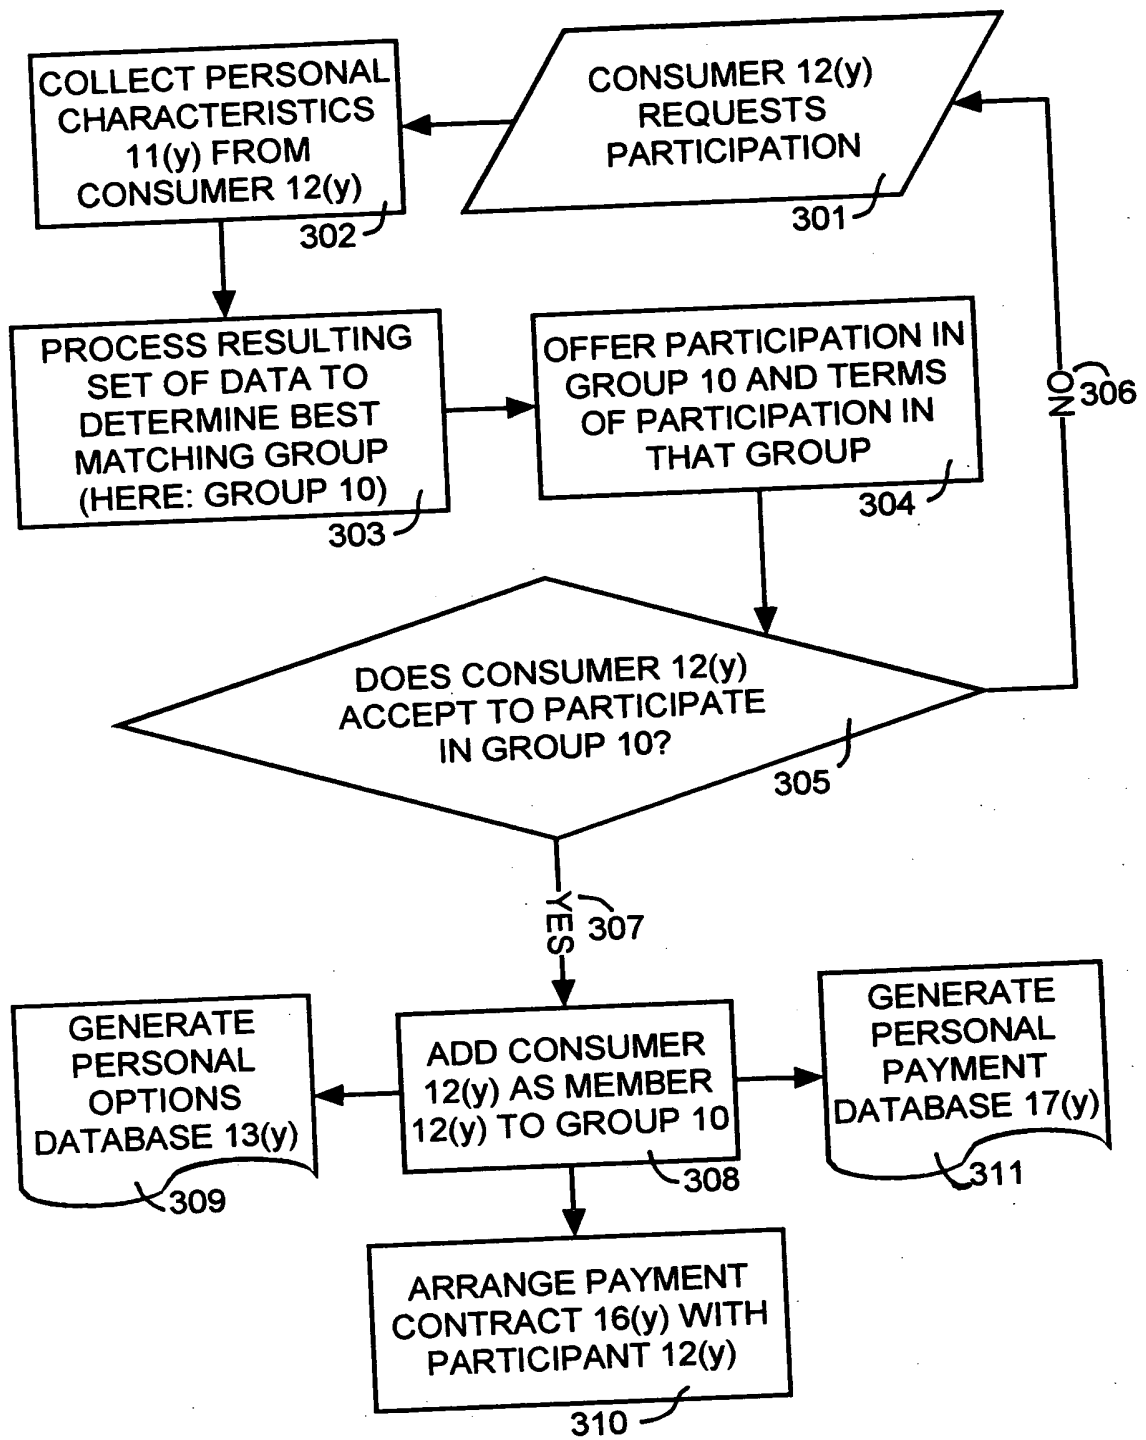 CONSUMER 12(y)
REQUESTS
PARTICIPATION
301
COLLECT PERSONAL
CHARACTERISTICS
11(y) FROM
CONSUMER 12(y)
302
PROCESS RESULTING
SET OF DATA TO
DETERMINE BEST
MATCHING GROUP
(HERE: GROUP 10)
303
OFFER PARTICIPATION IN
GROUP 10 AND TERMS
OF PARTICIPATION IN
THAT GROUP
304
DOES CONSUMER 12(y)
ACCEPT TO PARTICIPATE
IN GROUP 10?
305
NO
306
YES
307
ADD CONSUMER
12(y) AS MEMBER
12(y) TO GROUP 10
308
GENERATE
PERSONAL
OPTIONS
DATABASE 13(y)
309
GENERATE
PERSONAL
PAYMENT
DATABASE 17(y)
311
ARRANGE PAYMENT
CONTRACT 16(y) WITH
PARTICIPANT 12(y)
310